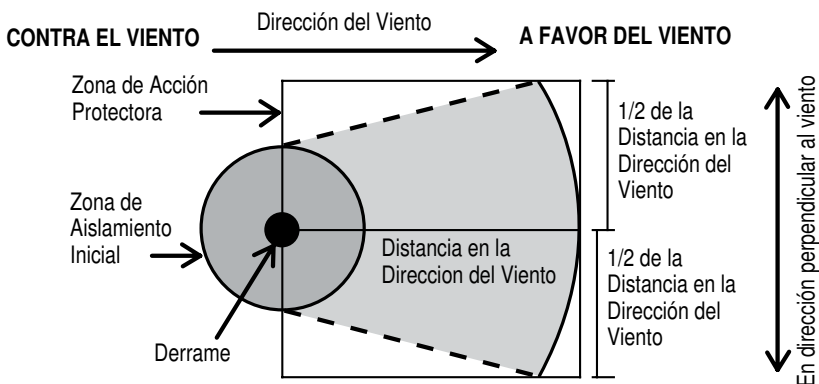 CONTRA EL VIENTO
Dirección del Viento
A FAVOR DEL VIENTO
Zona de Acción
Protectora
1/2 de la
Distancia en la
Dirección del
Viento
En dirección perpendicular al viento
Zona de
Aislamiento
Inicial
Distancia en la
Direccion del Viento
1/2 de la
Distancia en la
Dirección del
Viento
Derrame